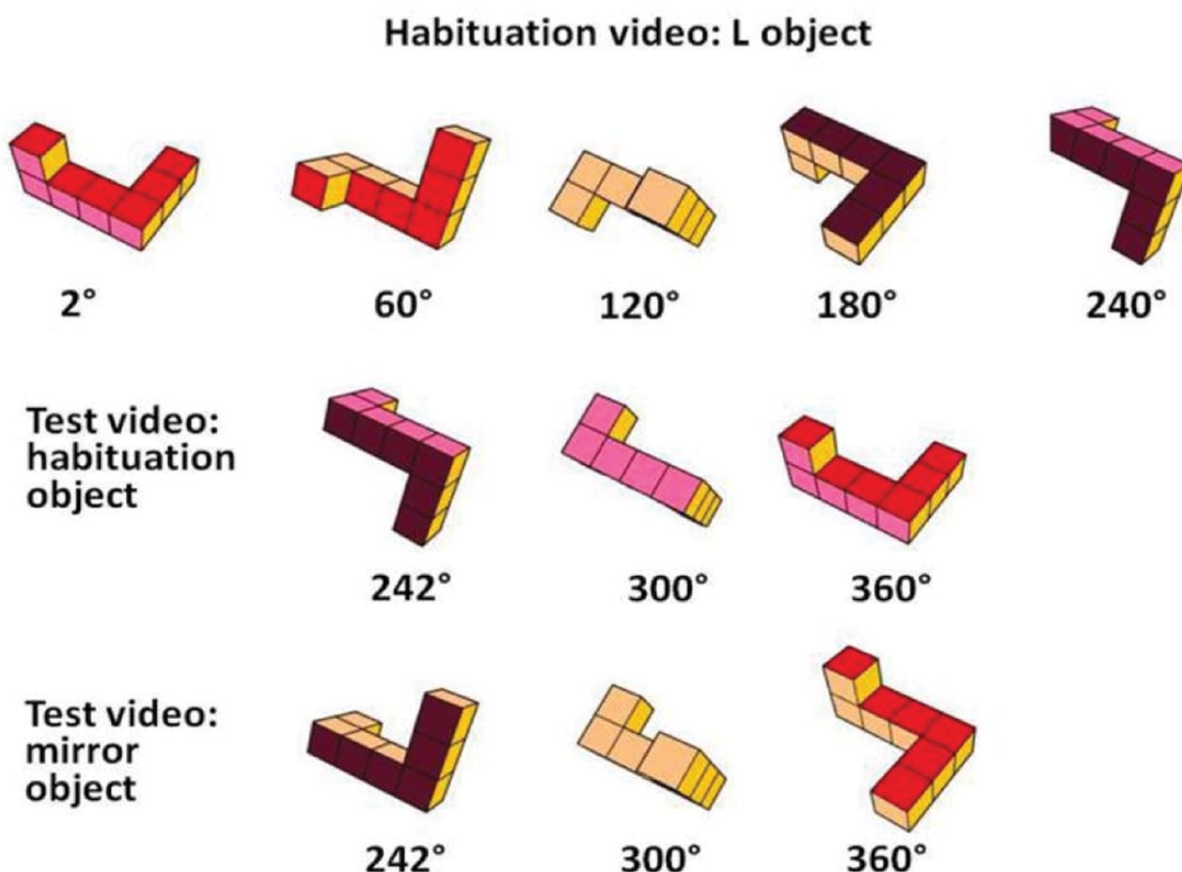 Habituation video: L object
2° 60° 120° 180° 240°
Test video:
habituation
object
242° 300° 360°
Test video:
mirror
object
242° 300° 360°